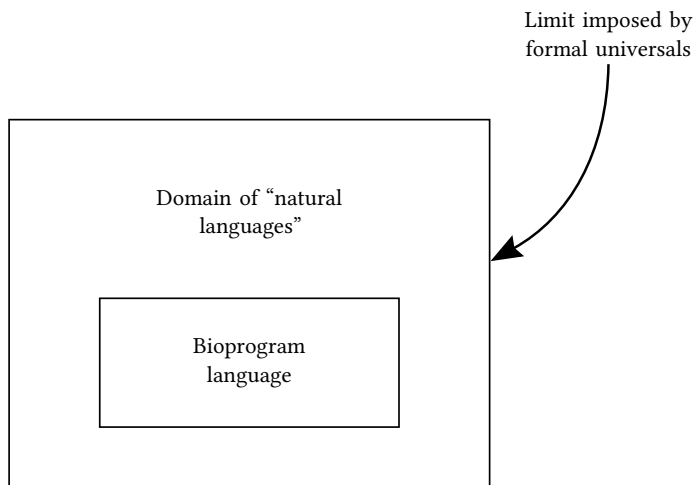 Limit imposed by
formal universals
Domain of “natural
languages”
Bioprogram
language